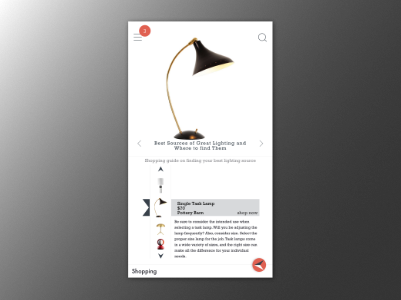 3
Best Sources of Great Lighting and
Where to find Them
Shopping guide on finding your best lighting source
Single Task Lamp
$70
Pottery Barn shop now
Be sure to consider the intended use when
selecting a task lamp. Will you be adjusting the
lamp frequently? Also, consider size. Select the
proper size lamp for the job. Task lamps come
in a wide variety of sizes, and the right size can
make all the difference for your individual
needs.
Shopping